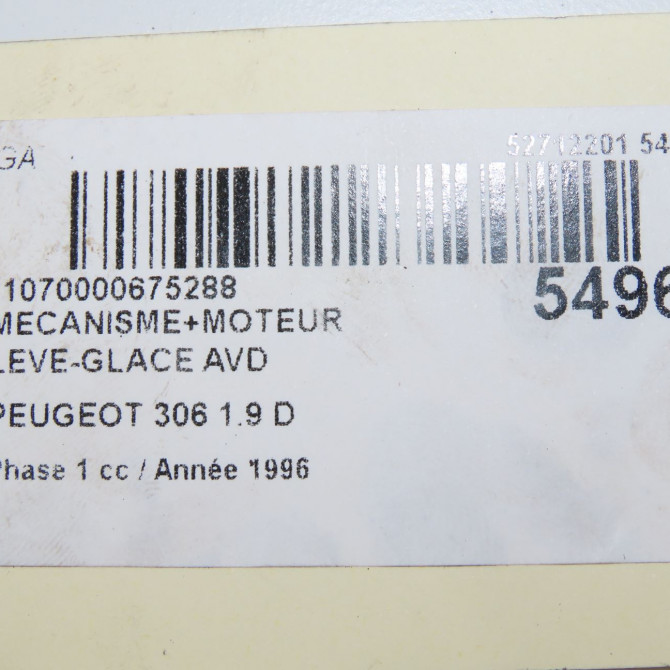 GA
52712201 54
1070000675288
5496
MECANISME+MOTEUR
LEVE-GLACE AVD
PEUGEOT 306 1.9 D
Phase 1 cc / Année 1996